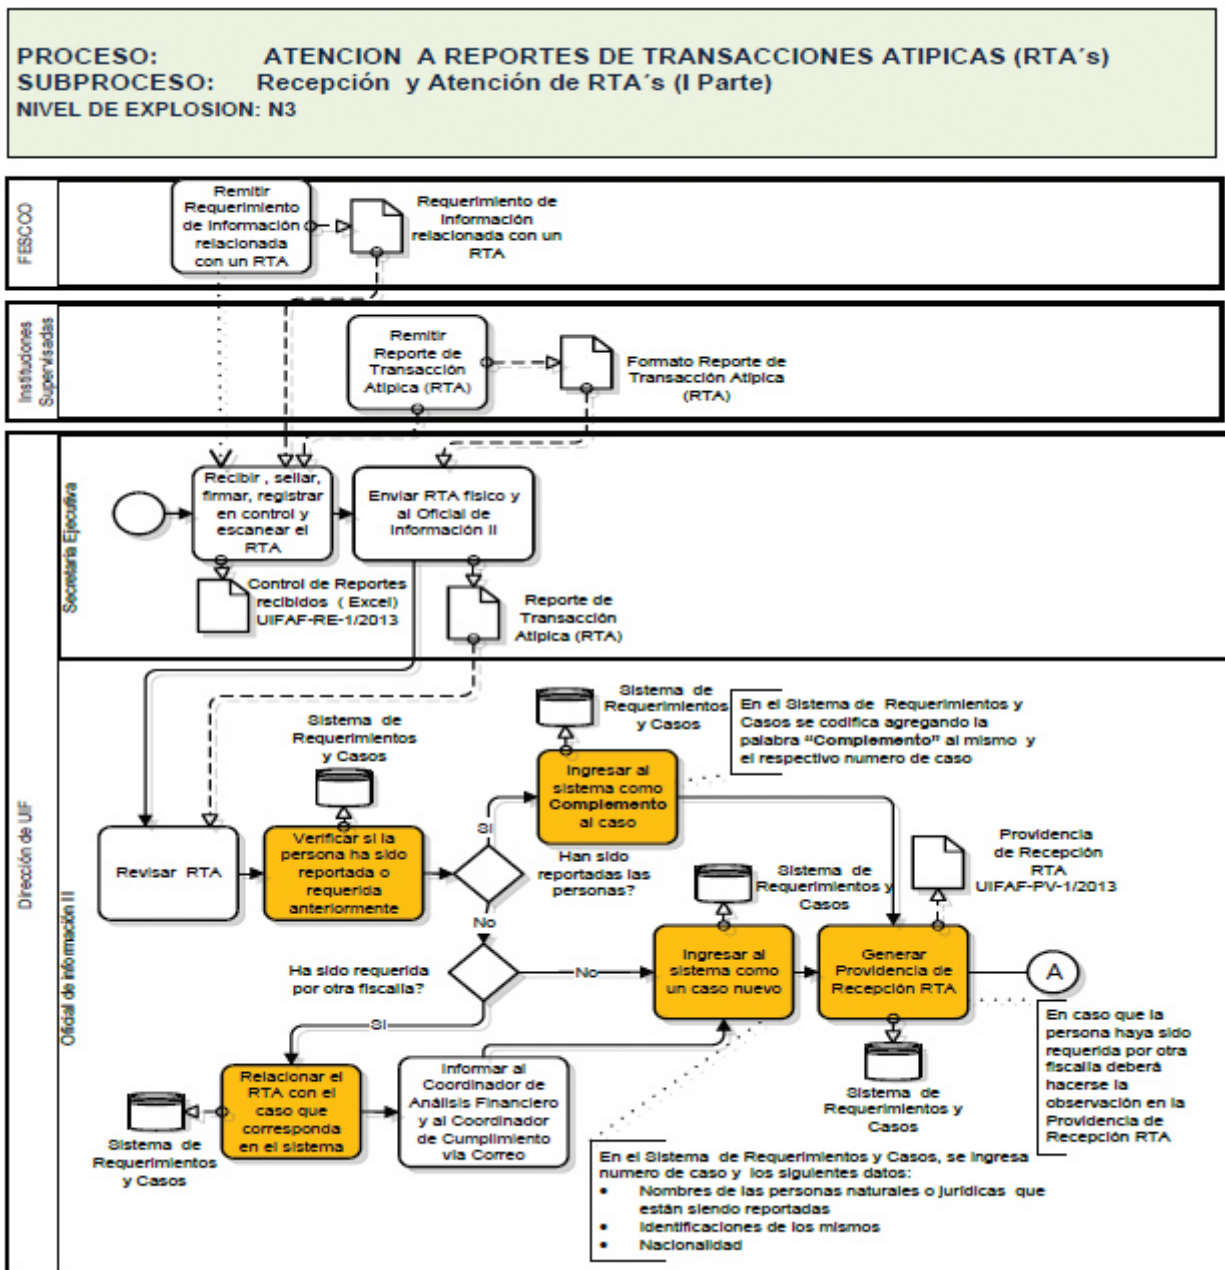 PROCESO: ATENCION A REPORTES DE TRANSACCIONES ATIPICAS (RTA´s)
SUBPROCESO: Recepción y Atención de RTA´s (I Parte)
NIVEL DE EXPLOSION: N3
FESCCO
Remitir
Requerimiento
de Información
relacionada
con un RTA
Requerimiento de
Información
relacionada con un
RTA
Instituciones
Supervisadas
Remitir
Reporte de
Transacción
Atípica (RTA)
Formato Reporte de
Transacción Atípica
(RTA)
Dirección de UIF
Secretaria Ejecutiva
Recibir , sellar,
firmar, registrar
en control y
escanear el
RTA
Enviar RTA físico y
al Oficial de
Información II
Control de Reportes
recibidos ( Excel)
UIFAF-RE-1/2013
Reporte de
Transacción
Atípica (RTA)
Oficial de información II
Revisar RTA
Sistema de
Requerimientos
y Casos
Verificar si la
persona ha sido
reportada o
requerida
anteriormente
Sistema de
Requerimientos
y Casos
Ingresar al
sistema como
Complemento
al caso
En el Sistema de Requerimientos y
Casos se codifica agregando la
palabra “Complemento” al mismo y
el respectivo numero de caso
Si
Han sido
reportadas las
personas?
No
Sistema de
Requerimientos y
Casos
Providencia
de Recepción
RTA
UIFAF-PV-1/2013
Ha sido requerida
por otra fiscalía?
No
Ingresar al
sistema como
un caso nuevo
Generar
Providencia de
Recepción RTA
A
Si
En caso que la
persona haya sido
requerida por otra
fiscalía deberá
hacerse la
observación en la
Providencia de
Recepción RTA
Sistema de
Requerimientos y
Casos
Relacionar el
RTA con el
caso que
corresponda
en el sistema
Informar al
Coordinador de
Análisis Financiero
y al Coordinador
de Cumplimiento
vía Correo
Sistema de
Requerimientos
y Casos
En el Sistema de Requerimientos y Casos, se ingresa
numero de caso y los siguientes datos:
• Nombres de las personas naturales o jurídicas que
están siendo reportadas
• Identificaciones de los mismos
• Nacionalidad